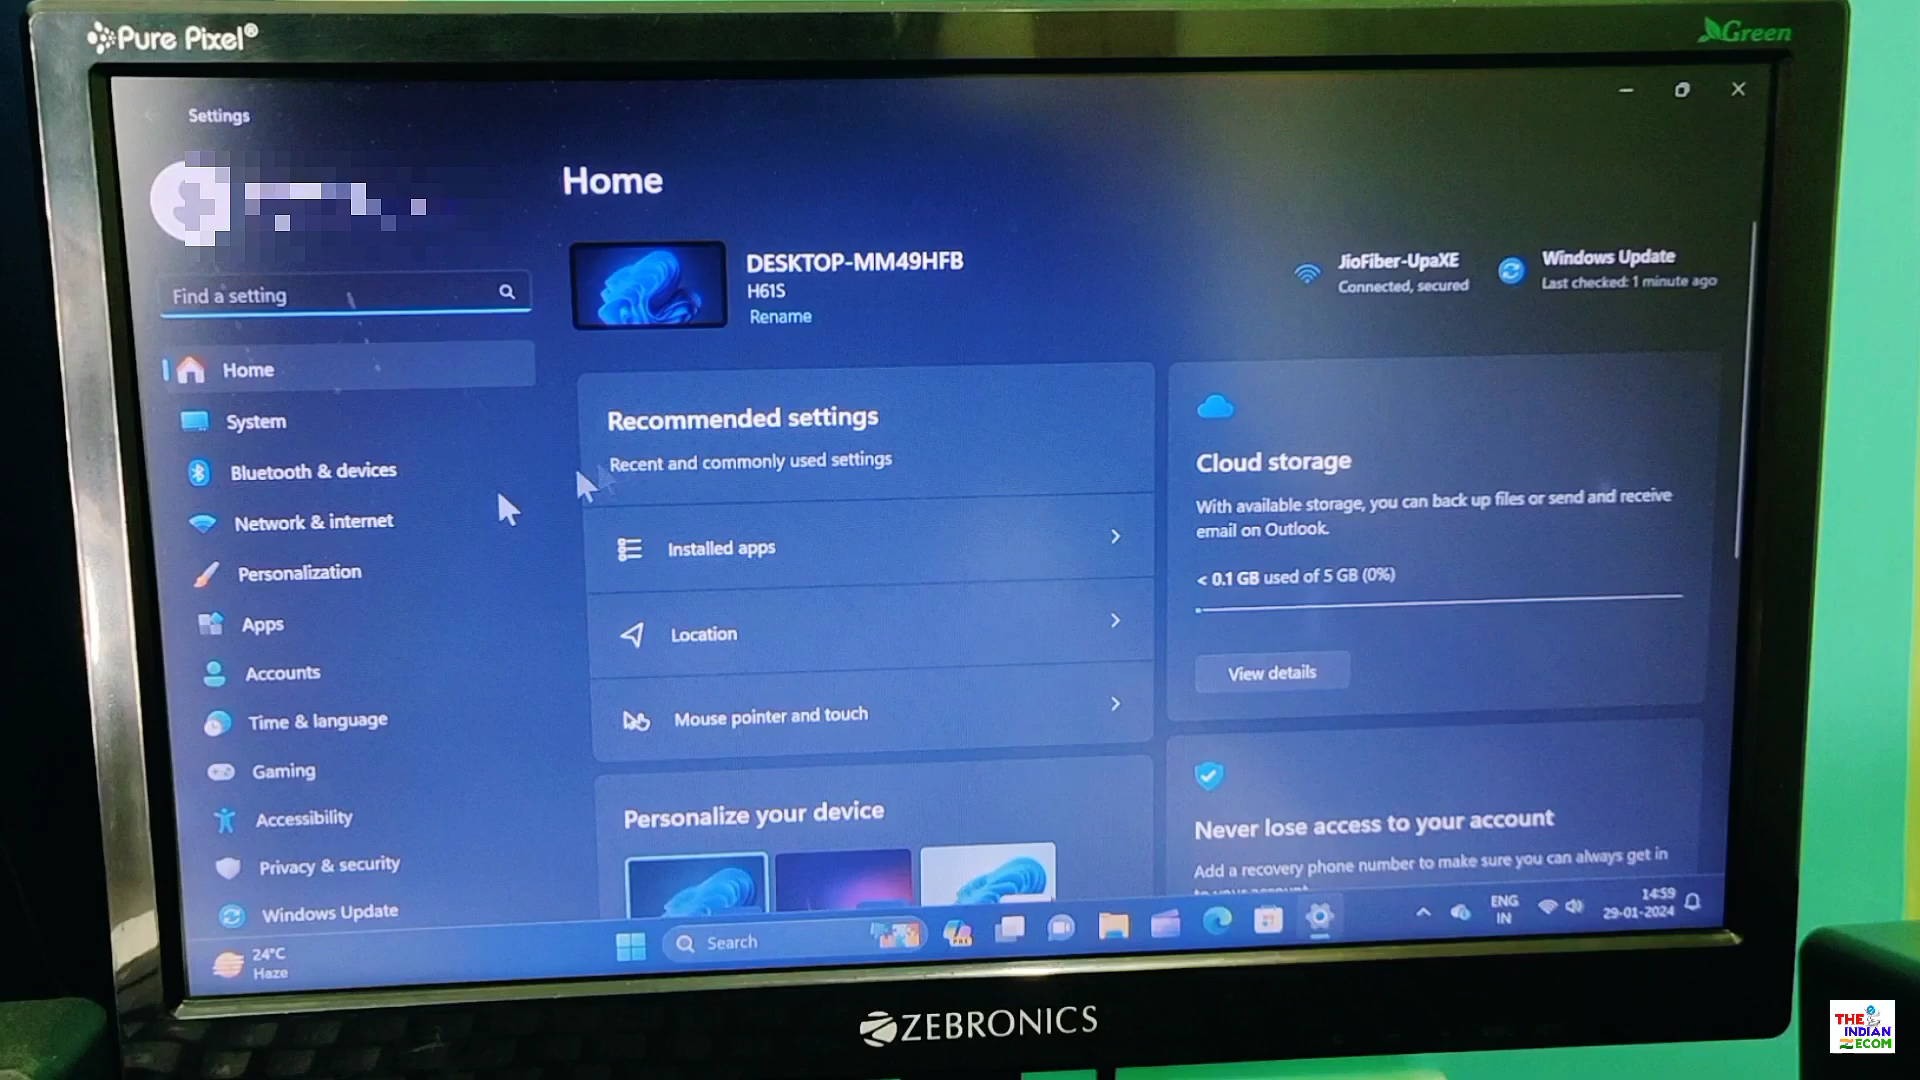 Pure Pixel®
Green
Settings
Home
Find a setting
DESKTOP-MM49HFB
H61S
Rename
JioFiber-UpaXE
Connected, secured
Windows Update
Last checked: 1 minute ago
Home
System
Bluetooth & devices
Network & internet
Personalization
Apps
Accounts
Time & language
Gaming
Accessibility
Privacy & security
Windows Update
Recommended settings
Recent and commonly used settings
Installed apps
Location
Mouse pointer and touch
Personalize your device
Cloud storage
With available storage, you can back up files or send and receive
email on Outlook.
< 0.1 GB used of 5 GB (0%)
View details
Never lose access to your account
Add a recovery phone number to make sure you can always get in
to your account.
24°C
Haze
Search
PRE
ENG
IN
14:59
29-01-2024
ZEBRONICS
THE
INDIAN
ECOM